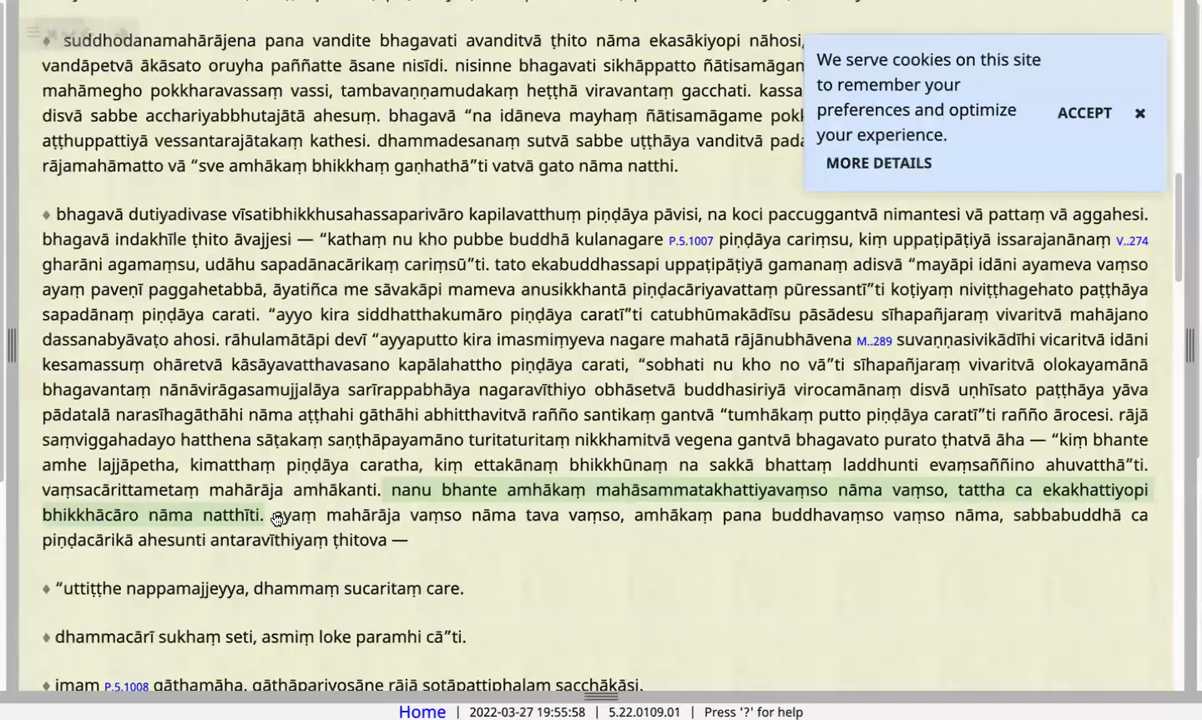 ♦ suddhodanamahārājena pana vandite bhagavati avanditvā ṭhito nāma ekasākiyopi nāhosi,
vandāpetvā ākāsato oruyha paññatte āsane nisīdi. nisinne bhagavati sikhāppatto ñātisamāgam
mahāmegho pokkharavassaṃ vassi, tambavaṇṇamudakaṃ heṭṭhā viravantaṃ gacchati. kassa
disvā sabbe acchariyabbhutajātā ahesuṃ. bhagavā “na idāneva mayhaṃ ñātisamāgame pokk
aṭṭhuppattiyā vessantarajātakaṃ kathesi. dhammadesanaṃ sutvā sabbe uṭṭhāya vanditvā pada
rājamahāmatto vā “sve amhākaṃ bhikkhaṃ gaṇhathā”ti vatvā gato nāma natthi.
We serve cookies on this site
to remember your
preferences and optimize
your experience.
ACCEPT ×
MORE DETAILS
♦ bhagavā dutiyadivase vīsatibhikkhusahassaparivāro kapilavatthuṃ piṇḍāya pāvisi, na koci paccuggantvā nimantesi vā pattaṃ vā aggahesi.
bhagavā indakhīle ṭhito āvajjesi — “kathaṃ nu kho pubbe buddhā kulanagare P.5.1007 piṇḍāya cariṃsu, kiṃ uppaṭipāṭiyā issarajanānaṃ V..274
gharāni agamaṃsu, udāhu sapadānacārikaṃ cariṃsū”ti. tato ekabuddhassapi uppaṭipāṭiyā gamanaṃ adisvā “mayāpi idāni ayameva vaṃso
ayaṃ paveṇī paggahetabbā, āyatiñca me sāvakāpi mameva anusikkhantā piṇḍacāriyavattaṃ pūressantī”ti koṭiyaṃ niviṭṭhagehato paṭṭhāya
sapadānaṃ piṇḍāya carati. “ayyo kira siddhatthakumāro piṇḍāya caratī”ti catubhūmakādīsu pāsādesu sīhapañjaraṃ vivaritvā mahājano
dassanabyāvaṭo ahosi. rāhulamātāpi devī “ayyaputto kira imasmiṃyeva nagare mahatā rājānubhāvena M..289 suvaṇṇasivikādīhi vicaritvā idāni
kesamassuṃ ohāretvā kāsāyavatthavasano kapālahattho piṇḍāya carati, “sobhati nu kho no vā”ti sīhapañjaraṃ vivaritvā olokayamānā
bhagavantaṃ nānāvirāgasamujjalāya sarīrappabhāya nagaravīthiyo obhāsetvā buddhasiriyā virocamānaṃ disvā uṇhīsato paṭṭhāya yāva
pādatalā narasīhagāthāhi nāma aṭṭhahi gāthāhi abhitthavitvā rañño santikaṃ gantvā “tumhākaṃ putto piṇḍāya caratī”ti rañño ārocesi. rājā
saṃviggahadayo hatthena sāṭakaṃ saṇṭhāpayamāno turitaturitaṃ nikkhamitvā vegena gantvā bhagavato purato ṭhatvā āha — “kiṃ bhante
amhe lajjāpetha, kimatthaṃ piṇḍāya caratha, kiṃ ettakānaṃ bhikkhūnaṃ na sakkā bhattaṃ laddhunti evaṃsaññino ahuvatthā”ti.
vaṃsacārittametaṃ mahārāja amhākanti. nanu bhante amhākaṃ mahāsammatakhattiyavaṃso nāma vaṃso, tattha ca ekakhattiyopi
bhikkhācāro nāma natthīti. ayaṃ mahārāja vaṃso nāma tava vaṃso, amhākaṃ pana buddhavaṃso vaṃso nāma, sabbabuddhā ca
piṇḍacārikā ahesunti antaravīthiyaṃ ṭhitova —
♦ “uttiṭṭhe nappamajjeyya, dhammaṃ sucaritaṃ care.
♦ dhammacārī sukhaṃ seti, asmiṃ loke paramhi cā”ti.
♦ imaṃ P.5.1008 gāthamāha. gāthāpariyosāne rājā sotāpattiphalaṃ sacchākāsi.
Home | 2022-03-27 19:55:58 | 5.22.0109.01 | Press '?' for help